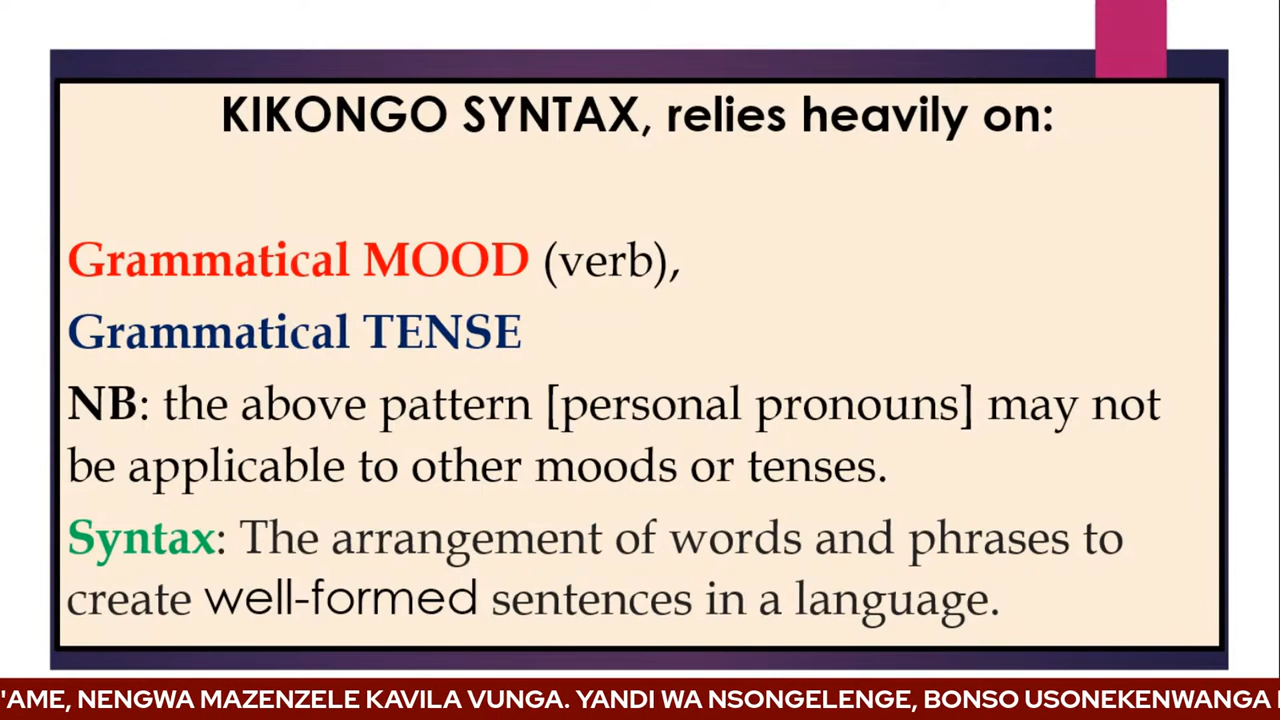 KIKONGO SYNTAX, relies heavily on:
Grammatical MOOD (verb),
Grammatical TENSE
NB: the above pattern [personal pronouns] may not
be applicable to other moods or tenses.
Syntax: The arrangement of words and phrases to
create well-formed sentences in a language.
'AME, NENGWA MAZENZELE KAVILA VUNGA. YANDI WA NSONGELENGE, BONSO USONEKENWANGA